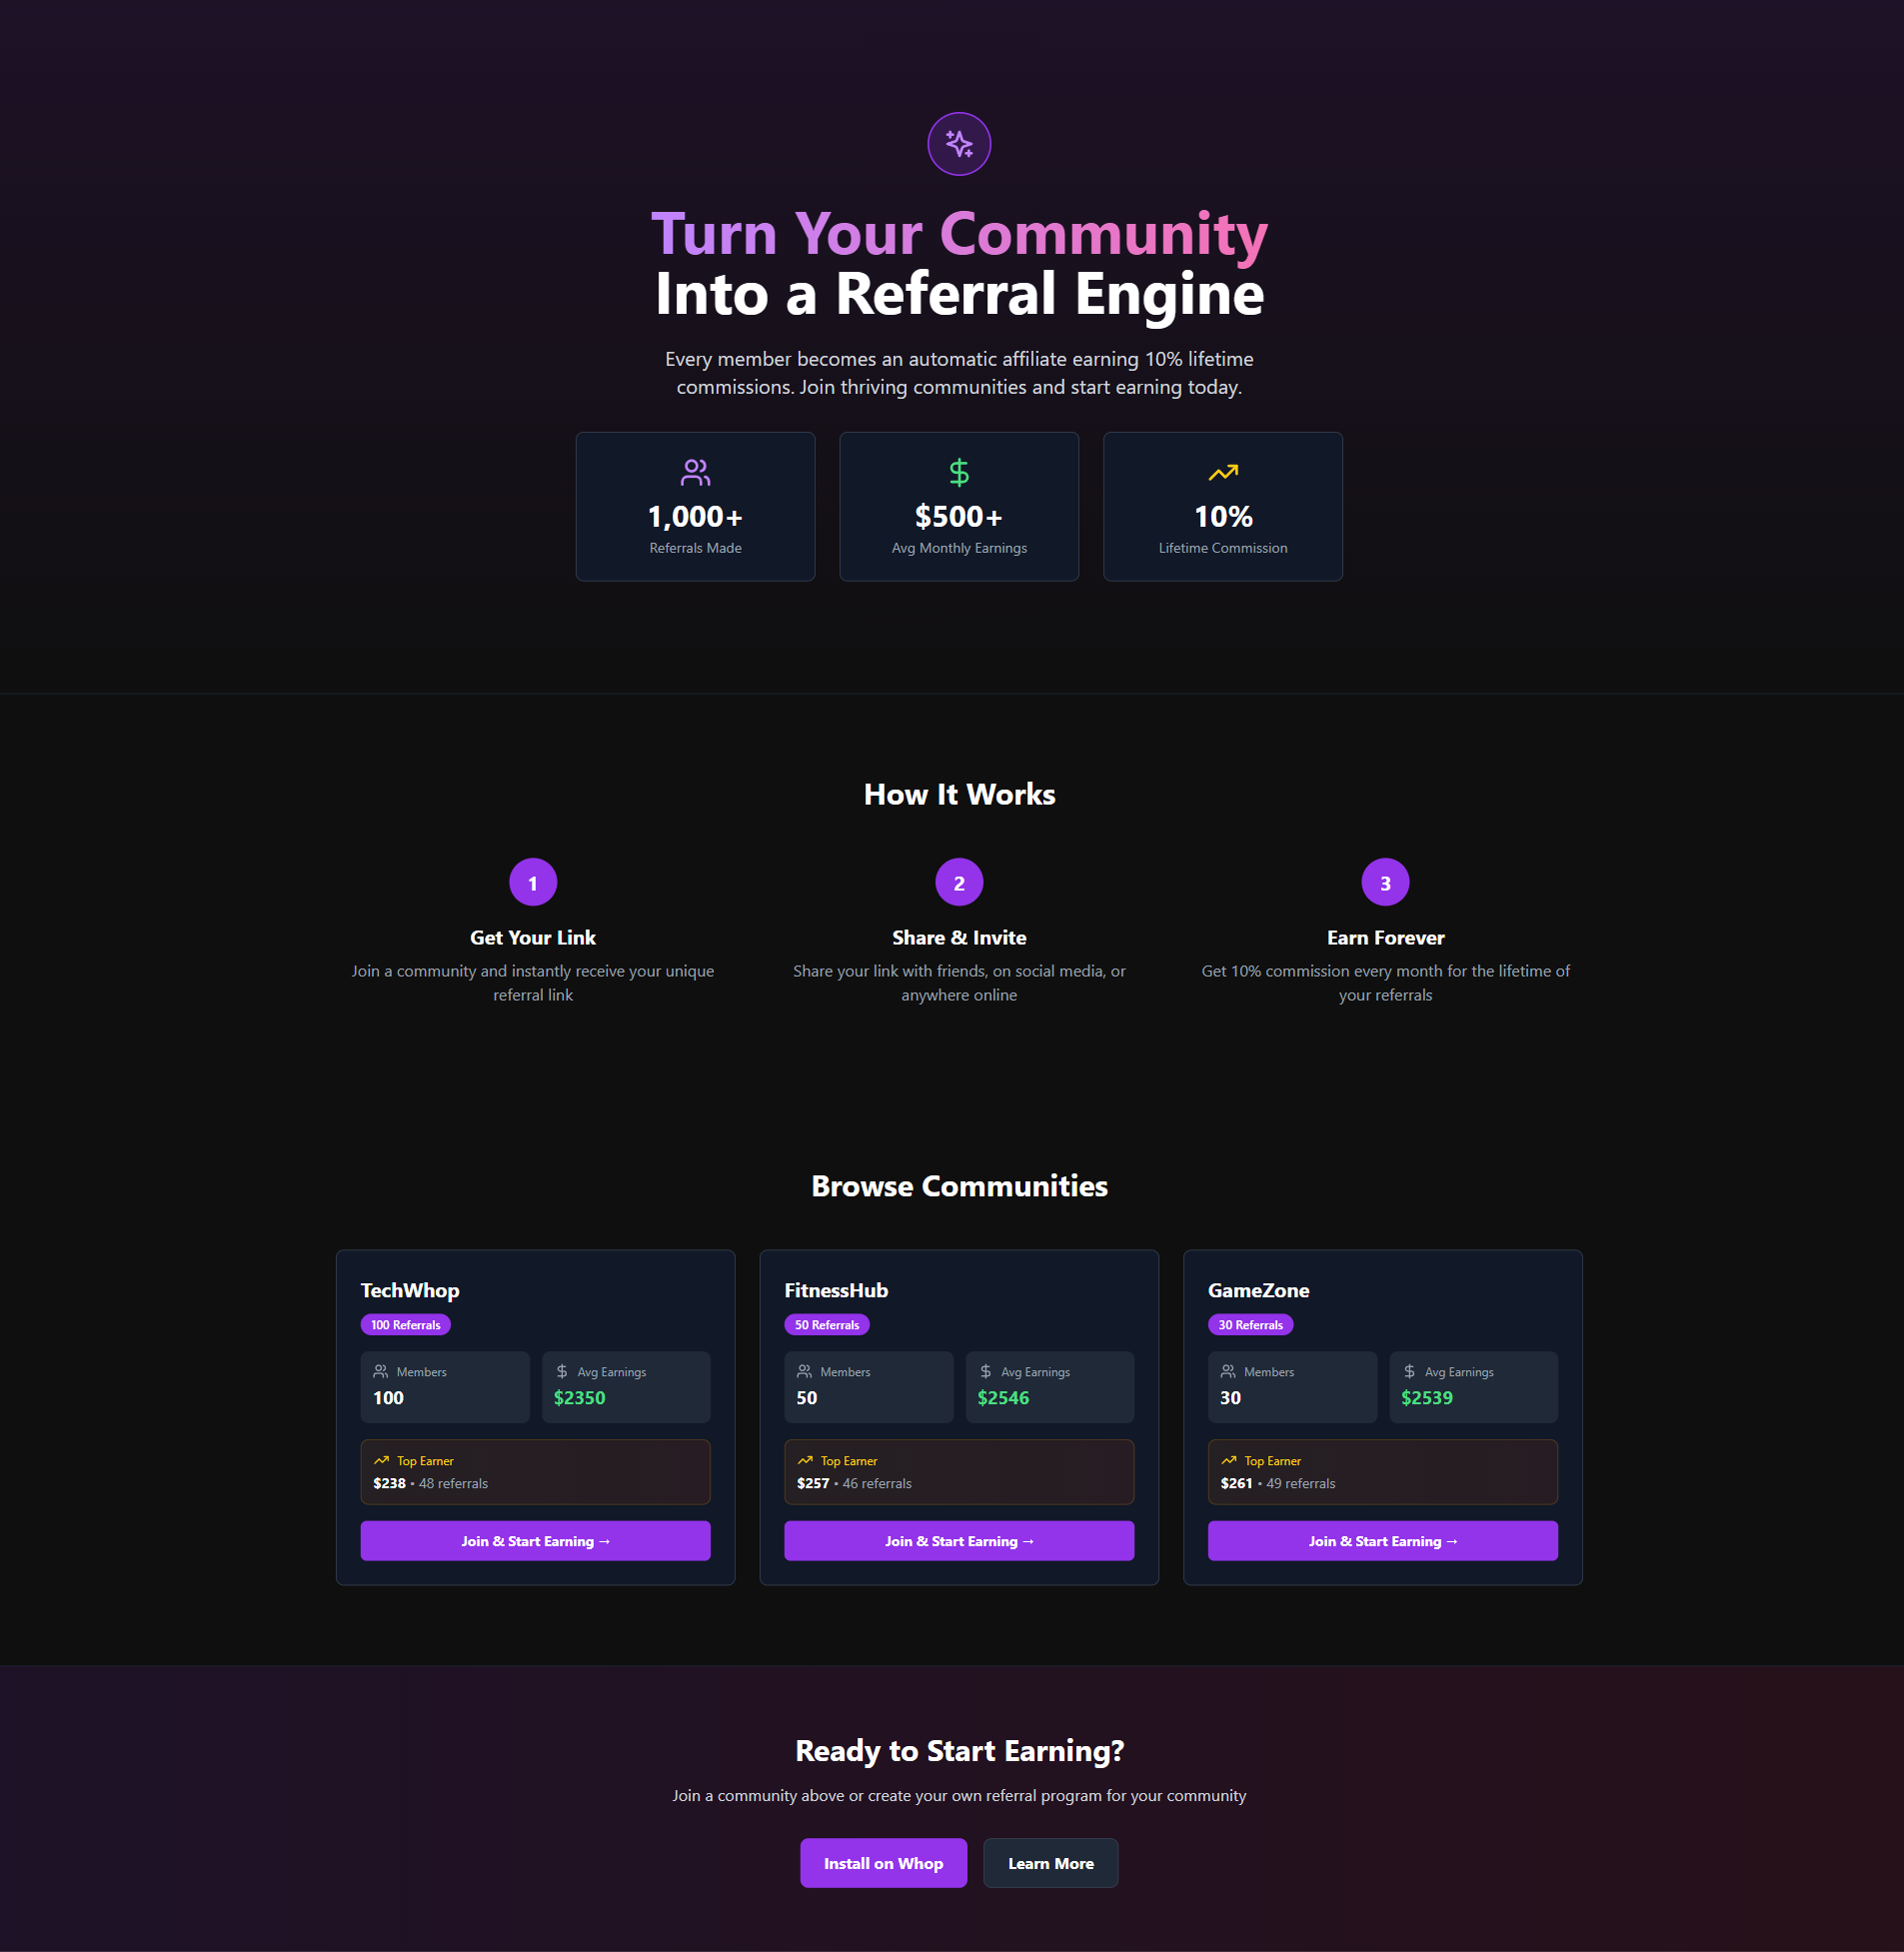 Turn Your Community
Into a Referral Engine
Every member becomes an automatic affiliate earning 10% lifetime
commissions. Join thriving communities and start earning today.
1,000+
Referrals Made
$500+
Avg Monthly Earnings
10%
Lifetime Commission
How It Works
1
Get Your Link
Join a community and instantly receive your unique
referral link
2
Share & Invite
Share your link with friends, on social media, or
anywhere online
3
Earn Forever
Get 10% commission every month for the lifetime of
your referrals
Browse Communities
TechWhop
100 Referrals
Members
100
Avg Earnings
$2350
Top Earner
$238 • 48 referrals
Join & Start Earning →
FitnessHub
50 Referrals
Members
50
Avg Earnings
$2546
Top Earner
$257 • 46 referrals
Join & Start Earning →
GameZone
30 Referrals
Members
30
Avg Earnings
$2539
Top Earner
$261 • 49 referrals
Join & Start Earning →
Ready to Start Earning?
Join a community above or create your own referral program for your community
Install on Whop
Learn More